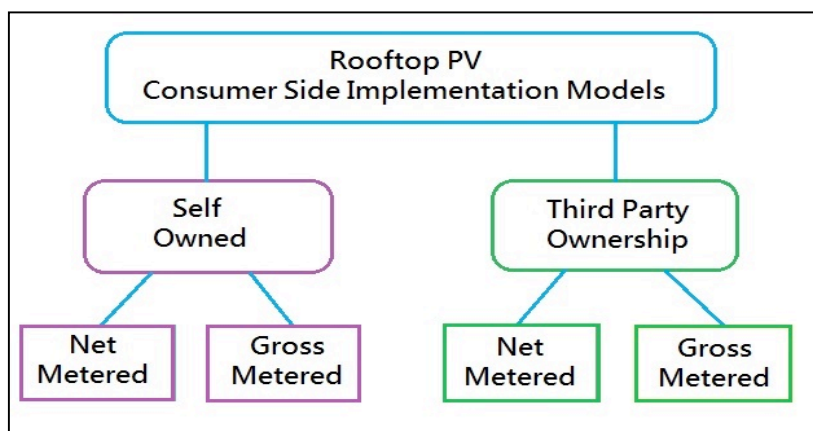 Rooftop PV
Consumer Side Implementation Models
Self
Owned
Third Party
Ownership
Net
Metered
Gross
Metered
Net
Metered
Gross
Metered